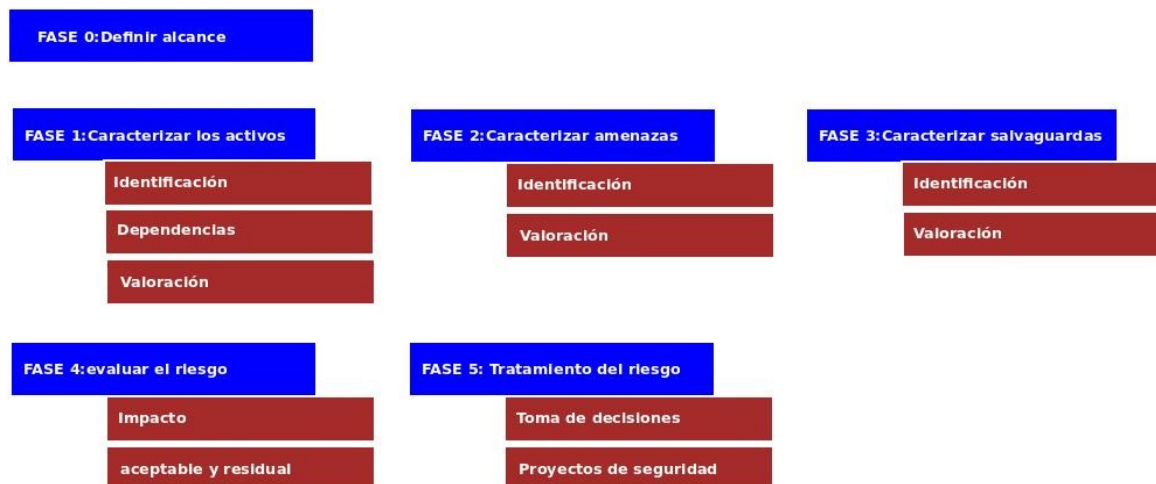 FASE 0:Definir alcance
FASE 1:Caracterizar los activos
Identificación
Dependencias
Valoración
FASE 2:Caracterizar amenazas
Identificación
Valoración
FASE 3:Caracterizar salvaguardas
Identificación
Valoración
FASE 4:evaluar el riesgo
Impacto
aceptable y residual
FASE 5: Tratamiento del riesgo
Toma de decisiones
Proyectos de seguridad